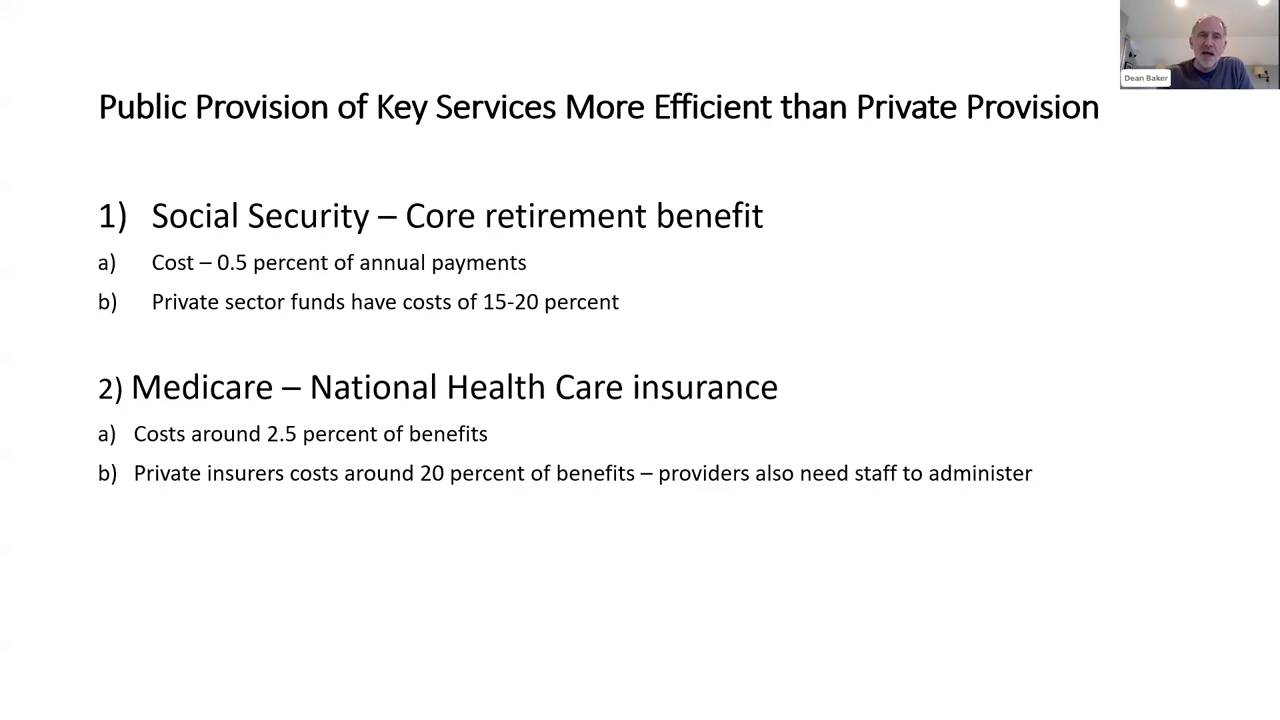 Dean Baker
Public Provision of Key Services More Efficient than Private Provision
1) Social Security – Core retirement benefit
a) Cost – 0.5 percent of annual payments
b) Private sector funds have costs of 15-20 percent
2) Medicare – National Health Care insurance
a) Costs around 2.5 percent of benefits
b) Private insurers costs around 20 percent of benefits – providers also need staff to administer